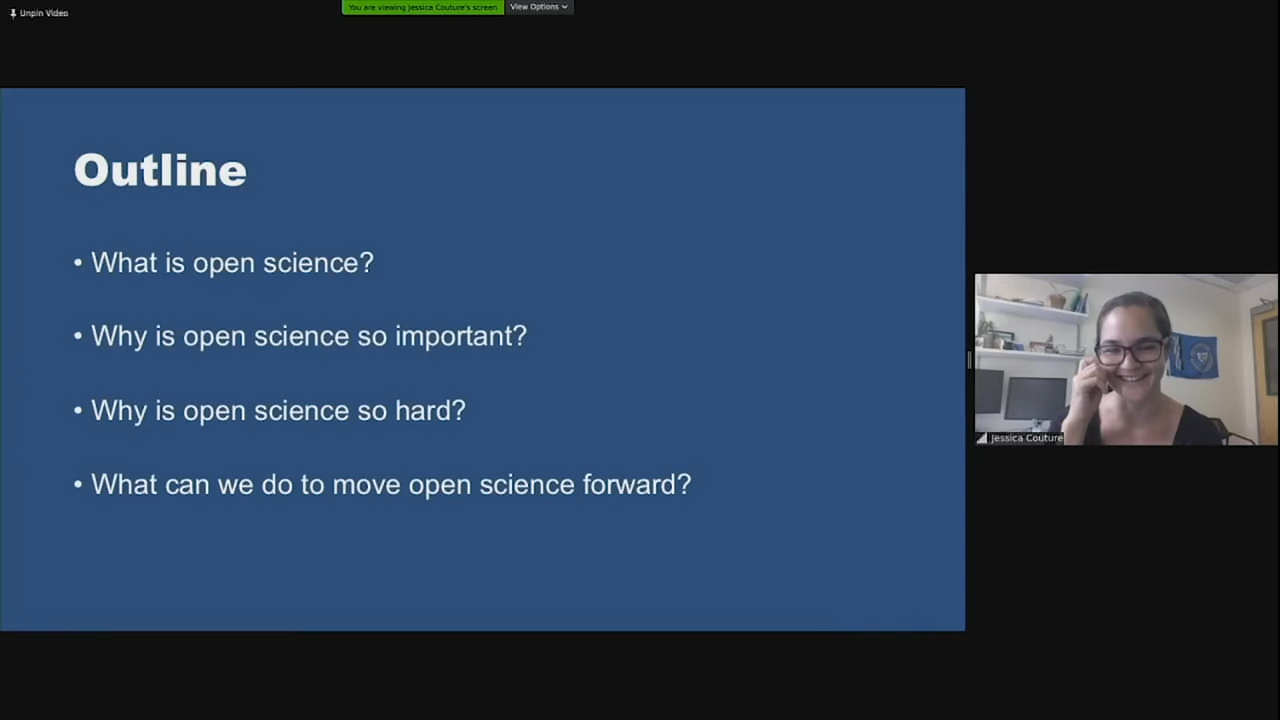 Unpin Video
You are viewing Jessica Couture's screen
View Options
Outline
• What is open science?
• Why is open science so important?
• Why is open science so hard?
• What can we do to move open science forward?
Jessica Couture